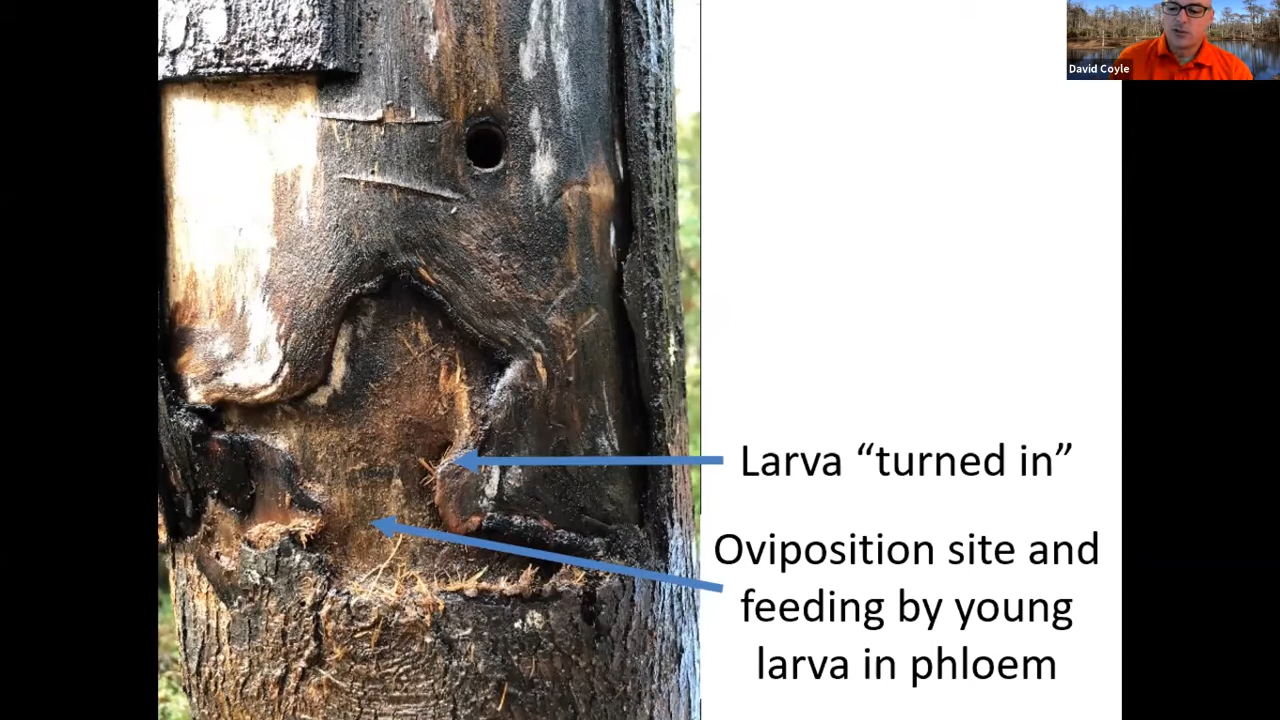 David Coyle
Larva “turned in”
Oviposition site and
feeding by young
larva in phloem